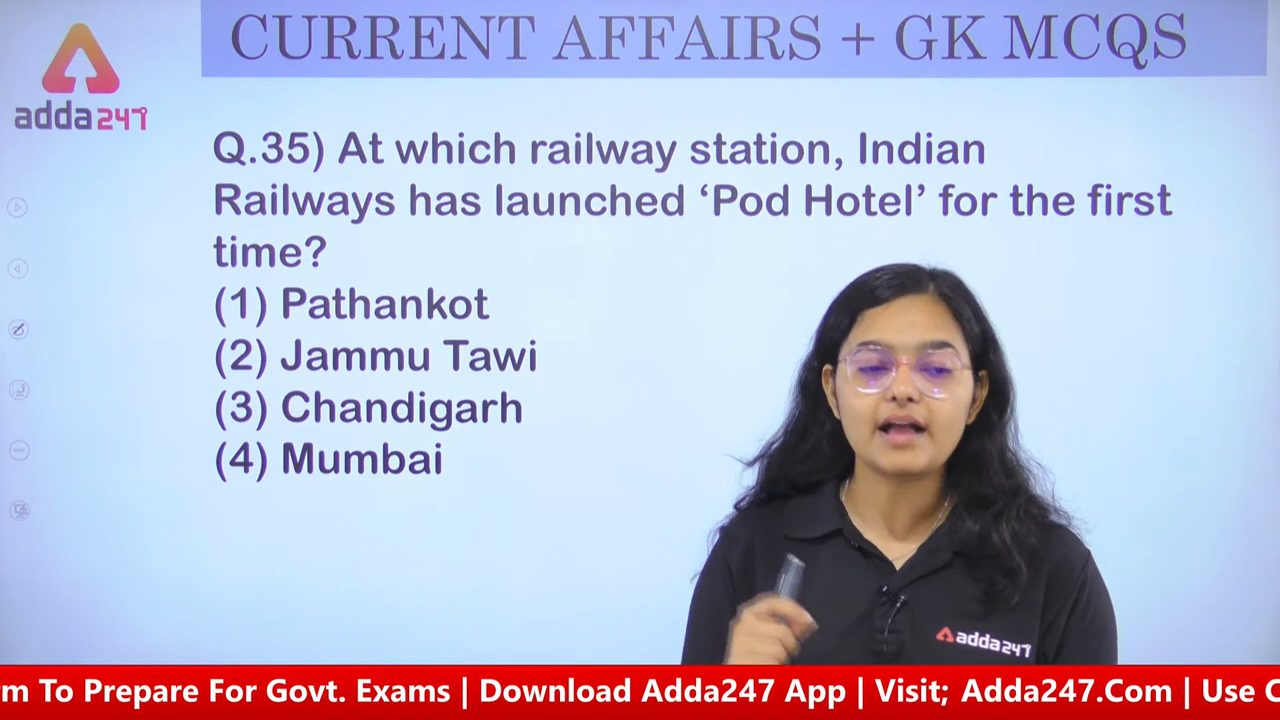 CURRENT AFFAIRS + GK MCQS
adda247
Q.35) At which railway station, Indian
Railways has launched ‘Pod Hotel’ for the first
time?
(1) Pathankot
(2) Jammu Tawi
(3) Chandigarh
(4) Mumbai
adda247
m To Prepare For Govt. Exams | Download Adda247 App | Visit; Adda247.Com | Use C